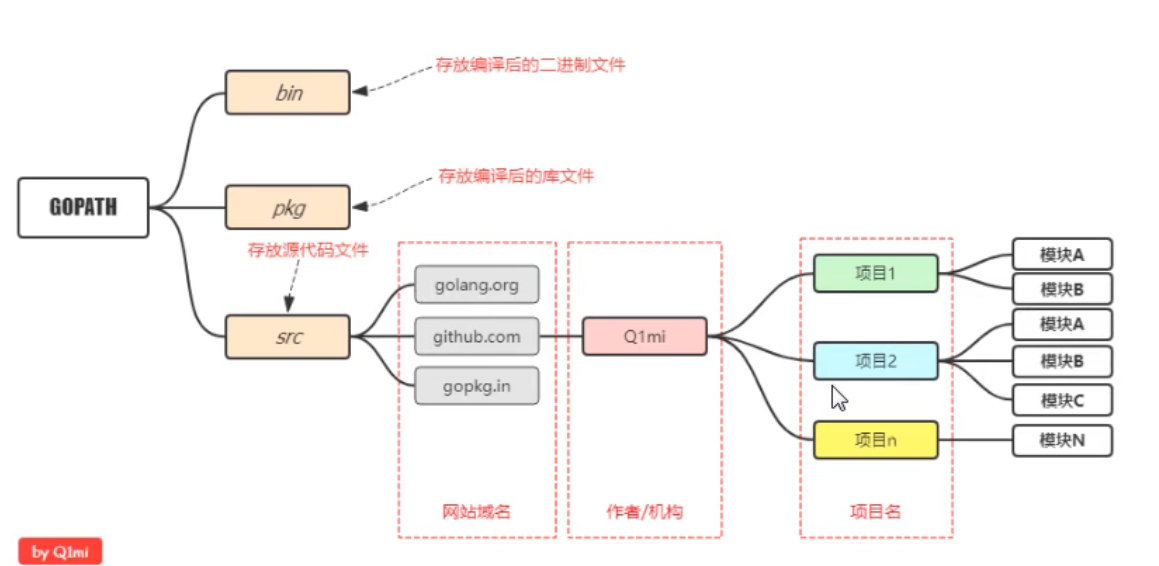 存放编译后的二进制文件
bin
存放编译后的库文件
GOPATH
pkg
存放源代码文件
src
golang.org
github.com
gopkg.in
网站域名
Q1mi
作者/机构
项目1
项目2
项目n
项目名
模块A
模块B
模块A
模块B
模块C
模块N
by Q1mi